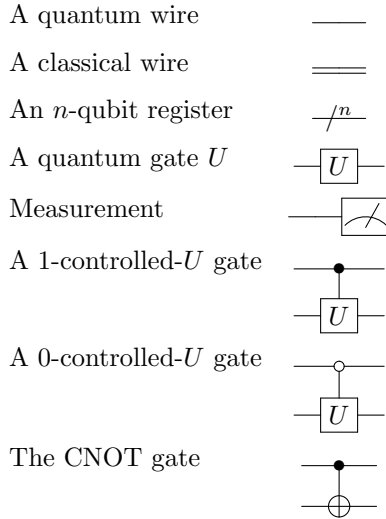 A quantum wire
A classical wire
An n-qubit register n
A quantum gate U U
Measurement
A 1-controlled-U gate
U
A 0-controlled-U gate
U
The CNOT gate